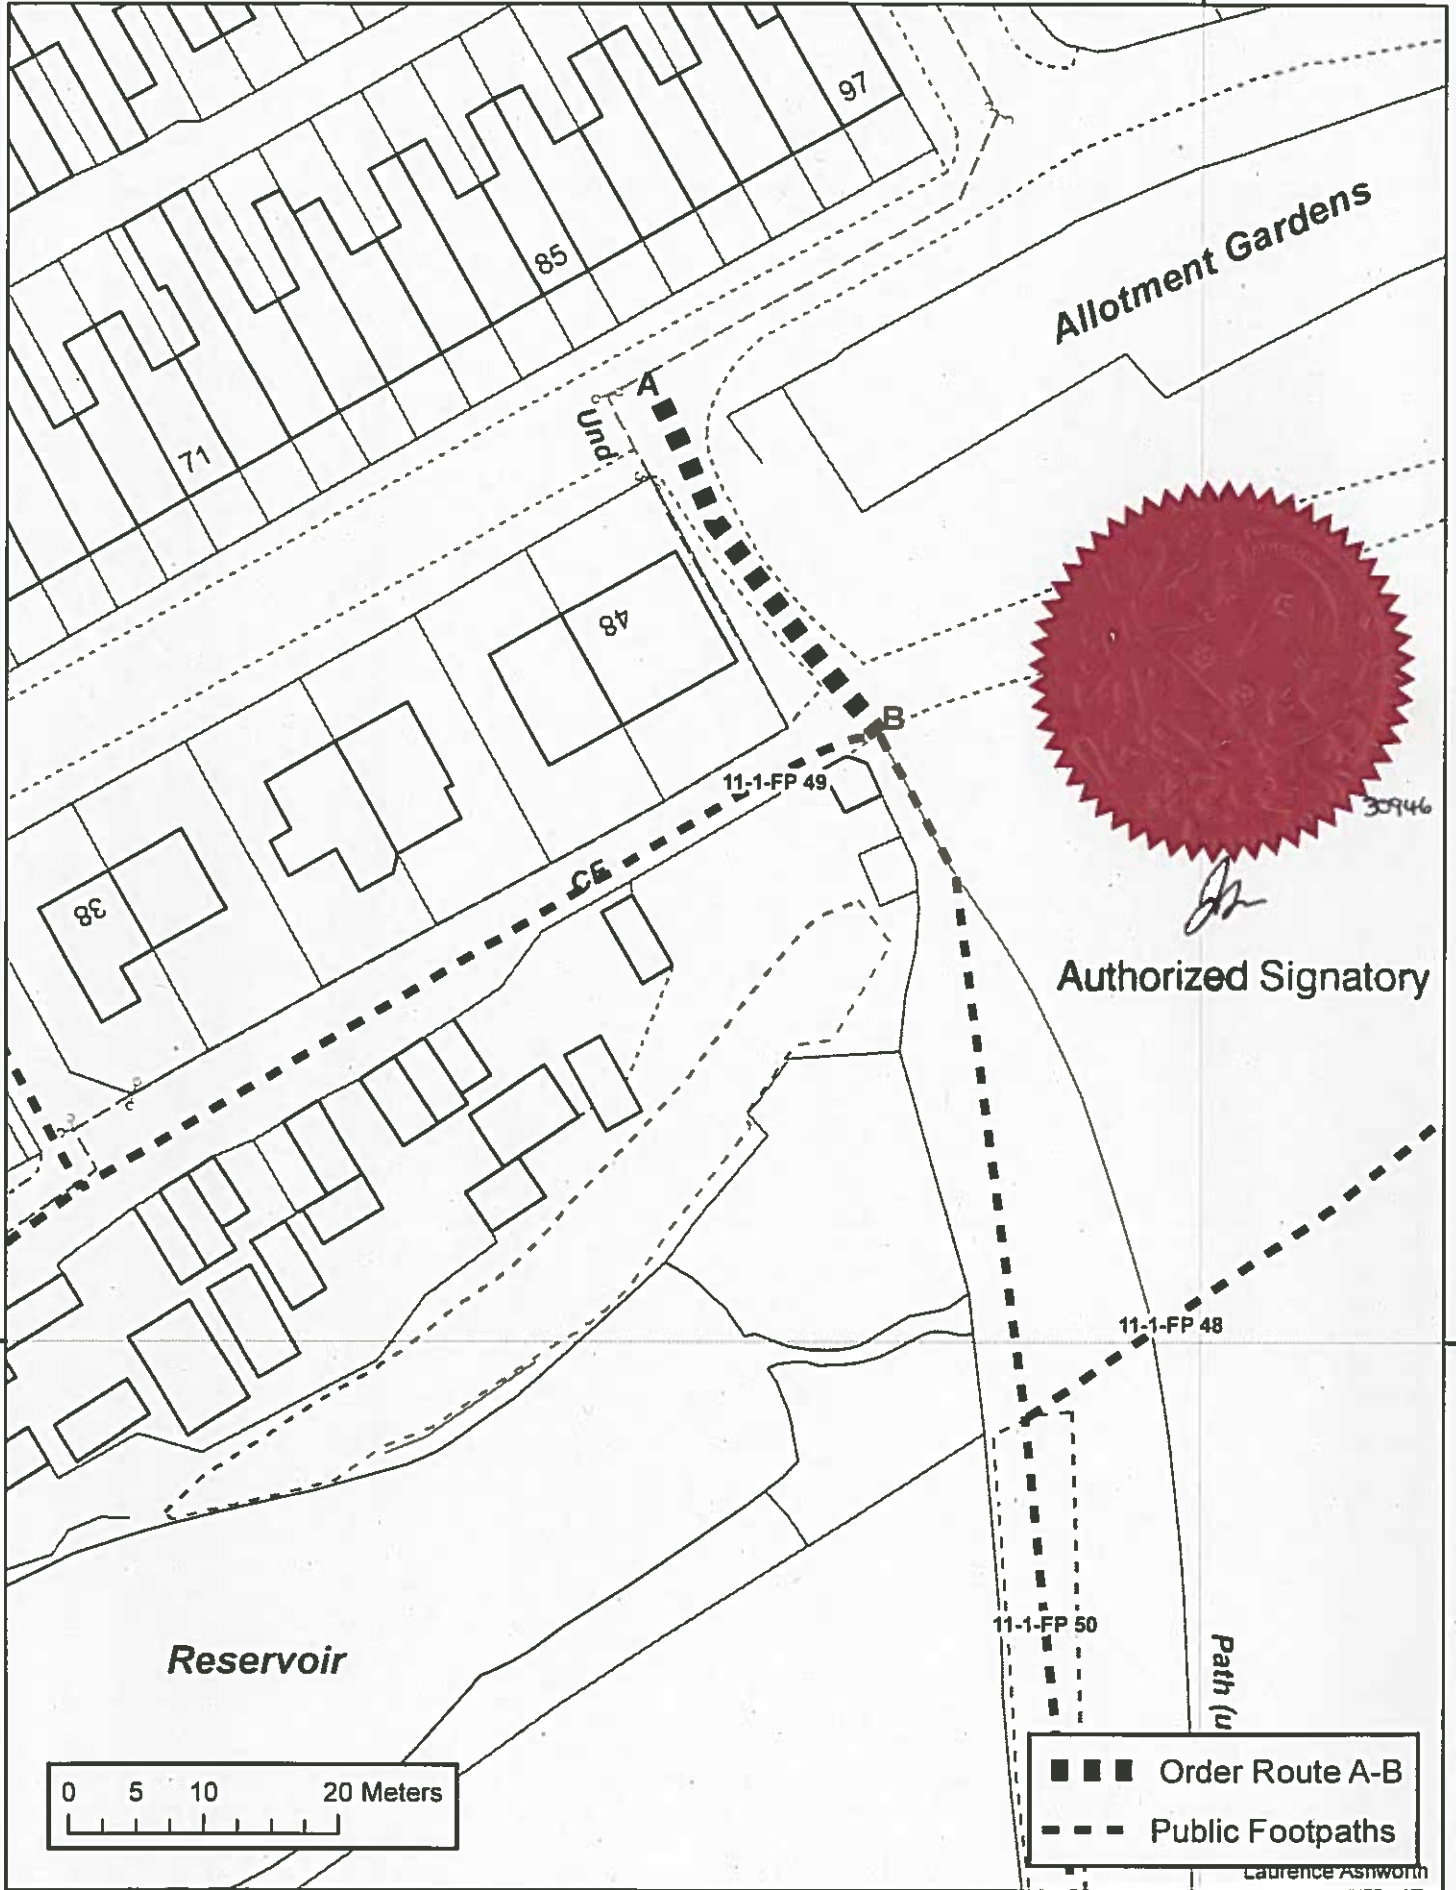 97
Allotment Gardens
85
A
Und
71
48
B
11-1-FP 49
30946
CF
38
Authorized Signatory
11-1-FP 48
11-1-FP 50
Reservoir
Path (u
0 5 10 20 Meters
Order Route A-B
Public Footpaths
Laurence Ashworth